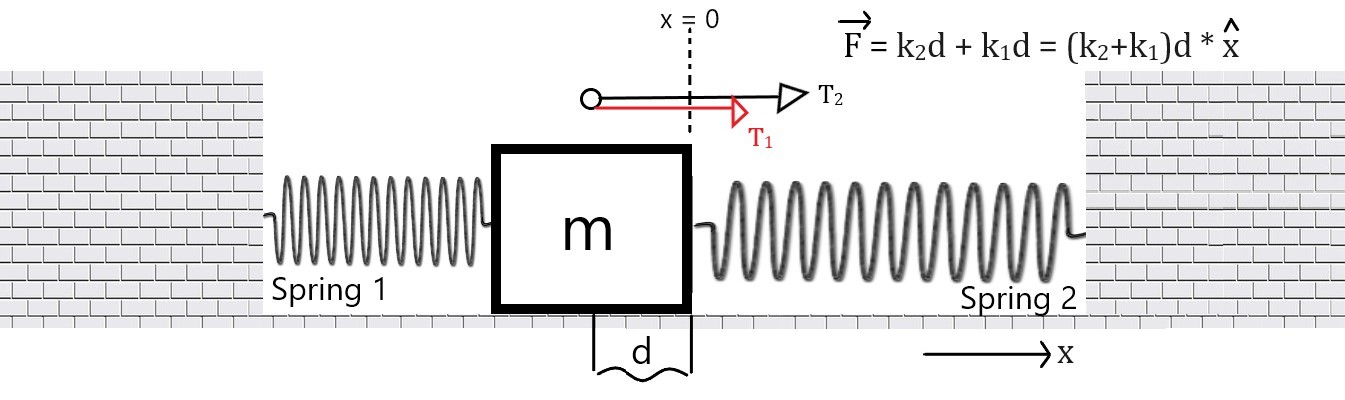 x = 0
F⃗ = k₂d + k₁d = (k₂+k₁)d * x̂
T₂
T₁
m
Spring 1
Spring 2
d
x